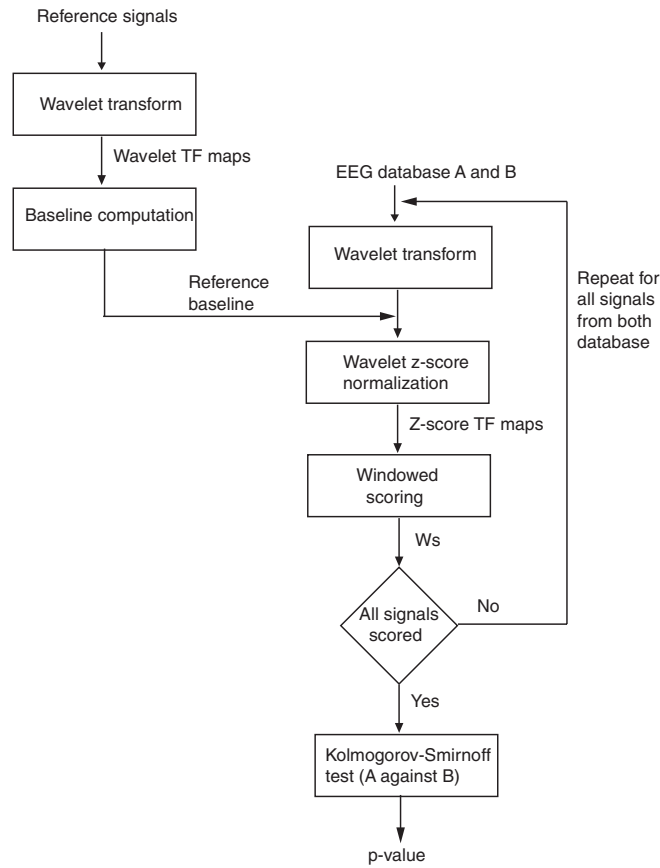 Reference signals
Wavelet transform
Wavelet TF maps
Baseline computation
Reference
baseline
EEG database A and B
Wavelet transform
Repeat for
all signals
from both
database
Wavelet z-score
normalization
Z-score TF maps
Windowed
scoring
Ws
All signals
scored
No
Yes
Kolmogorov-Smirnoff
test (A against B)
p-value